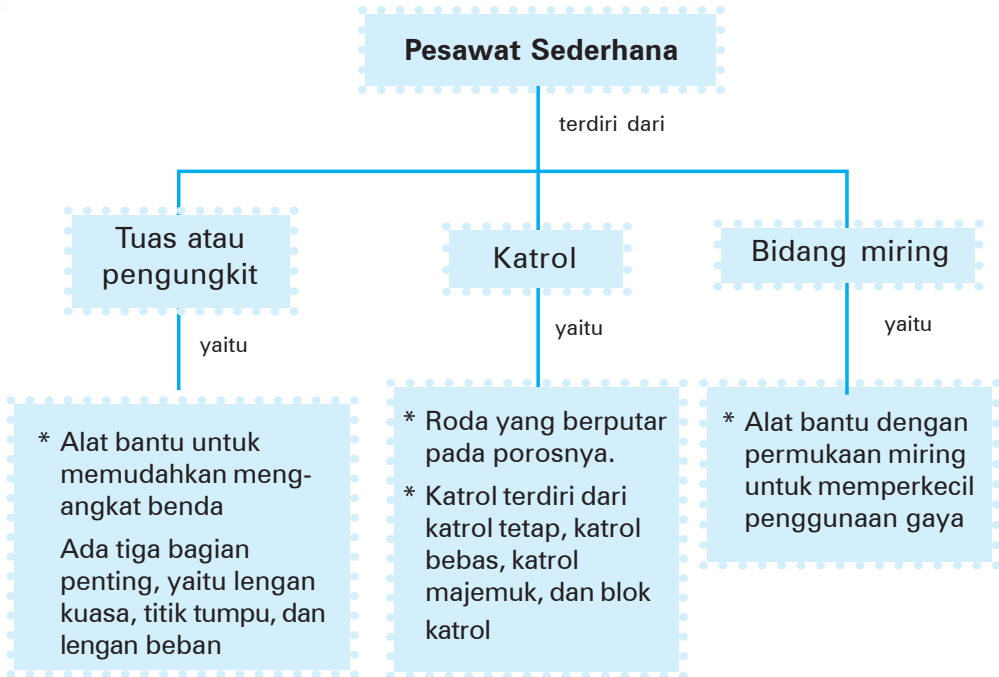 Pesawat Sederhana
terdiri dari
Tuas atau
pengungkit
yaitu
* Alat bantu untuk
memudahkan meng-
angkat benda
Ada tiga bagian
penting, yaitu lengan
kuasa, titik tumpu, dan
lengan beban
Katrol
yaitu
* Roda yang berputar
pada porosnya.
* Katrol terdiri dari
katrol tetap, katrol
bebas, katrol
majemuk, dan blok
katrol
Bidang miring
yaitu
* Alat bantu dengan
permukaan miring
untuk memperkecil
penggunaan gaya